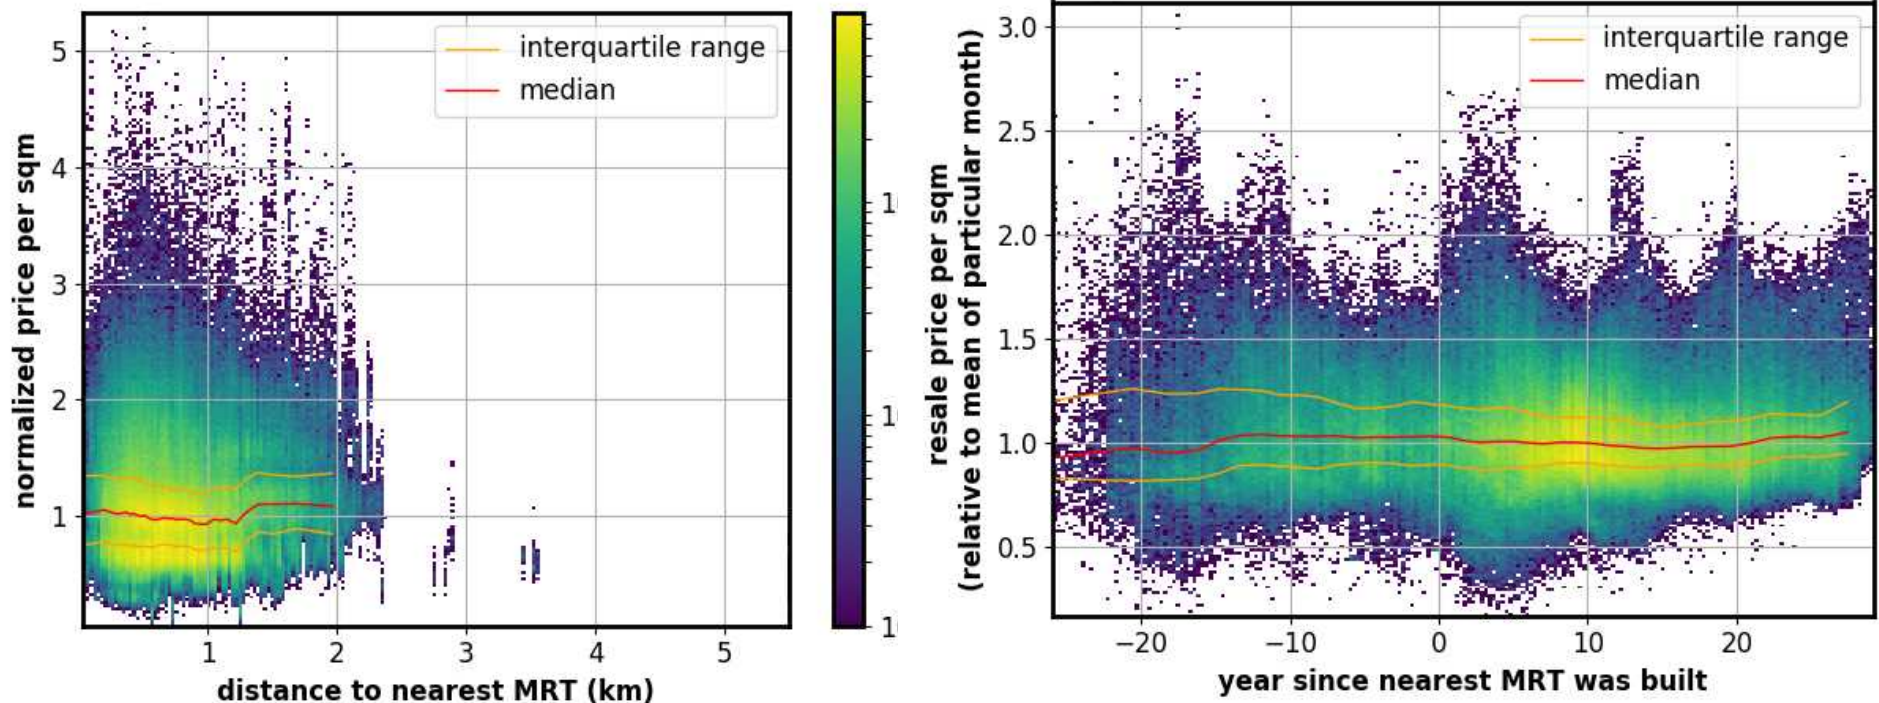 interquartile range
median
5
4
3
2
1
1 2 3 4 5
distance to nearest MRT (km)
normalized price per sqm
interquartile range
median
3.0
2.5
2.0
1.5
1.0
0.5
−20 −10 0 10 20
year since nearest MRT was built
resale price per sqm
(relative to mean of particular month)